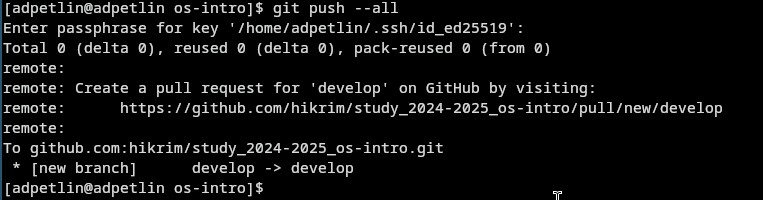 [adpetlin@adpetlin os-intro]$ git push --all
Enter passphrase for key '/home/adpetlin/.ssh/id_ed25519':
Total 0 (delta 0), reused 0 (delta 0), pack-reused 0 (from 0)
remote:
remote: Create a pull request for 'develop' on GitHub by visiting:
remote:      https://github.com/hikrim/study_2024-2025_os-intro/pull/new/develop
remote:
To github.com:hikrim/study_2024-2025_os-intro.git
 * [new branch]      develop -> develop
[adpetlin@adpetlin os-intro]$